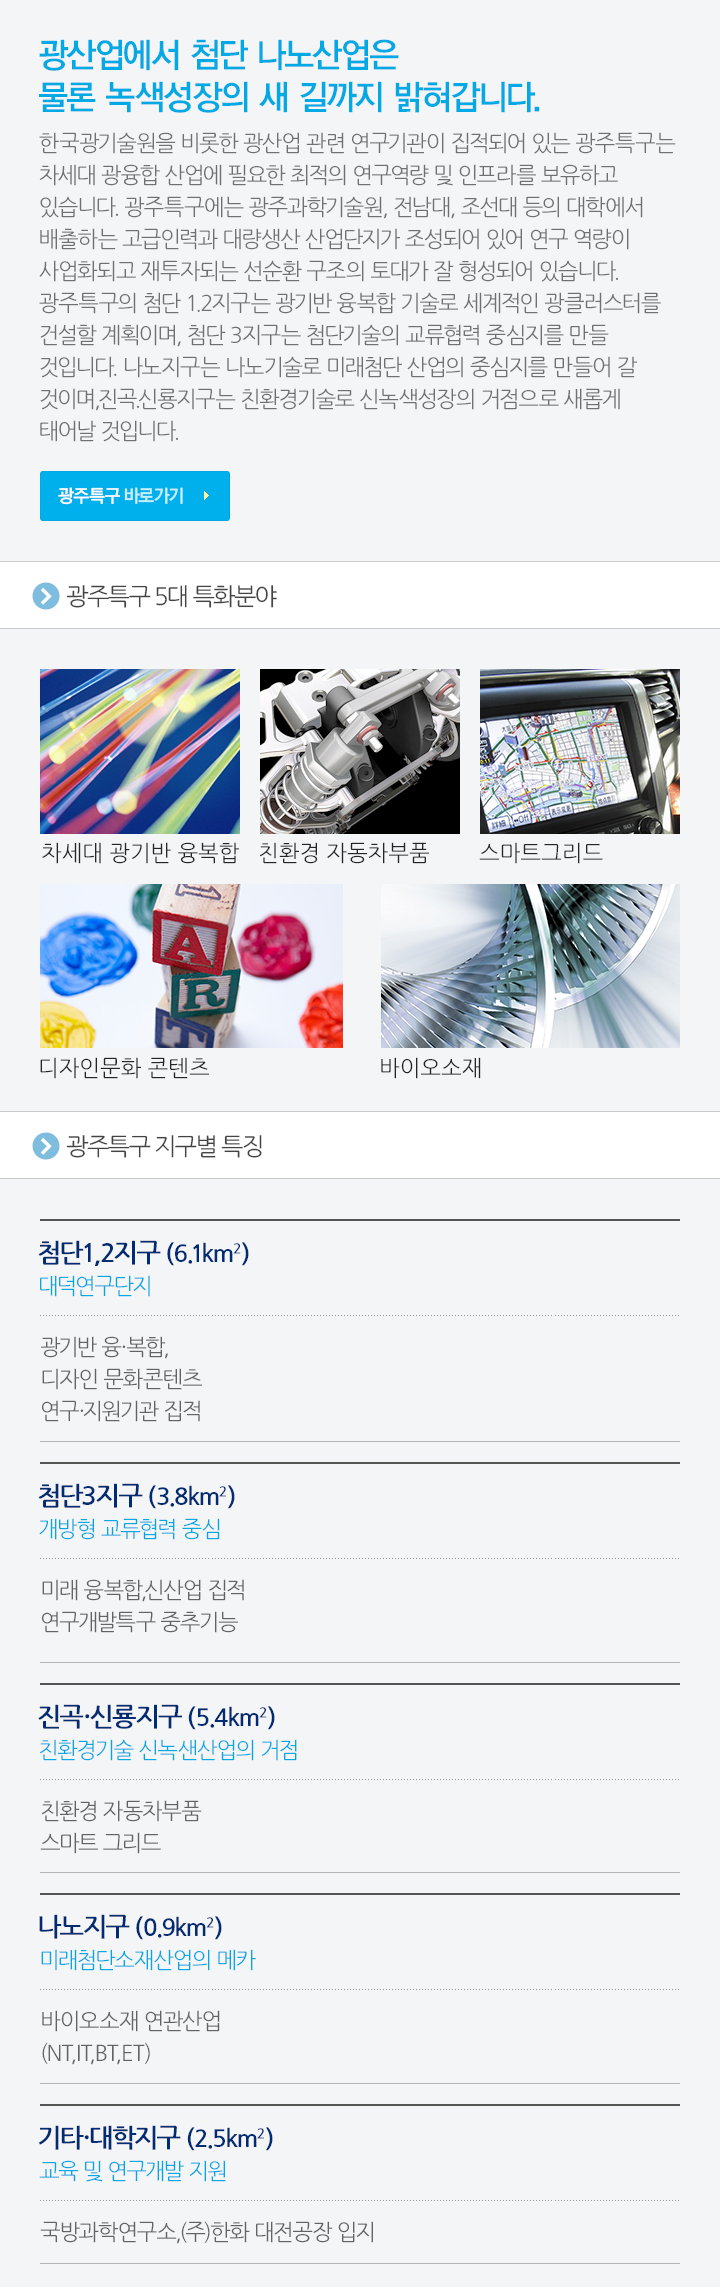 광산업에서 첨단 나노산업은
물론 녹색성장의 새 길까지 밝혀갑니다.
한국광기술원을 비롯한 광산업 관련 연구기관이 집적되어 있는 광주특구는
차세대 광융합 산업에 필요한 최적의 연구역량 및 인프라를 보유하고
있습니다. 광주특구에는 광주과학기술원, 전남대, 조선대 등의 대학에서
배출하는 고급인력과 대량생산 산업단지가 조성되어 있어 연구 역량이
사업화되고 재투자되는 선순환 구조의 토대가 잘 형성되어 있습니다.
광주특구의 첨단 1.2지구는 광기반 융복합 기술로 세계적인 광클러스터를
건설할 계획이며, 첨단 3지구는 첨단기술의 교류협력 중심지를 만들
것입니다. 나노지구는 나노기술로 미래첨단 산업의 중심지를 만들어 갈
것이며,진곡.신룡지구는 친환경기술로 신녹색성장의 거점으로 새롭게
태어날 것입니다.
광주특구 바로가기
광주특구 5대 특화분야
차세대 광기반 융복합 친환경 자동차부품 스마트그리드
A
R
T
디자인문화 콘텐츠 바이오소재
광주특구 지구별 특징
첨단1,2지구 (6.1km²)
대덕연구단지
광기반 융·복합,
디자인 문화콘텐츠
연구·지원기관 집적
첨단3지구 (3.8km²)
개방형 교류협력 중심
미래 융복합,신산업 집적
연구개발특구 중추기능
진곡·신룡지구 (5.4km²)
친환경기술 신녹샌산업의 거점
친환경 자동차부품
스마트 그리드
나노지구 (0.9km²)
미래첨단소재산업의 메카
바이오소재 연관산업
(NT,IT,BT,ET)
기타·대학지구 (2.5km²)
교육 및 연구개발 지원
국방과학연구소,(주)한화 대전공장 입지